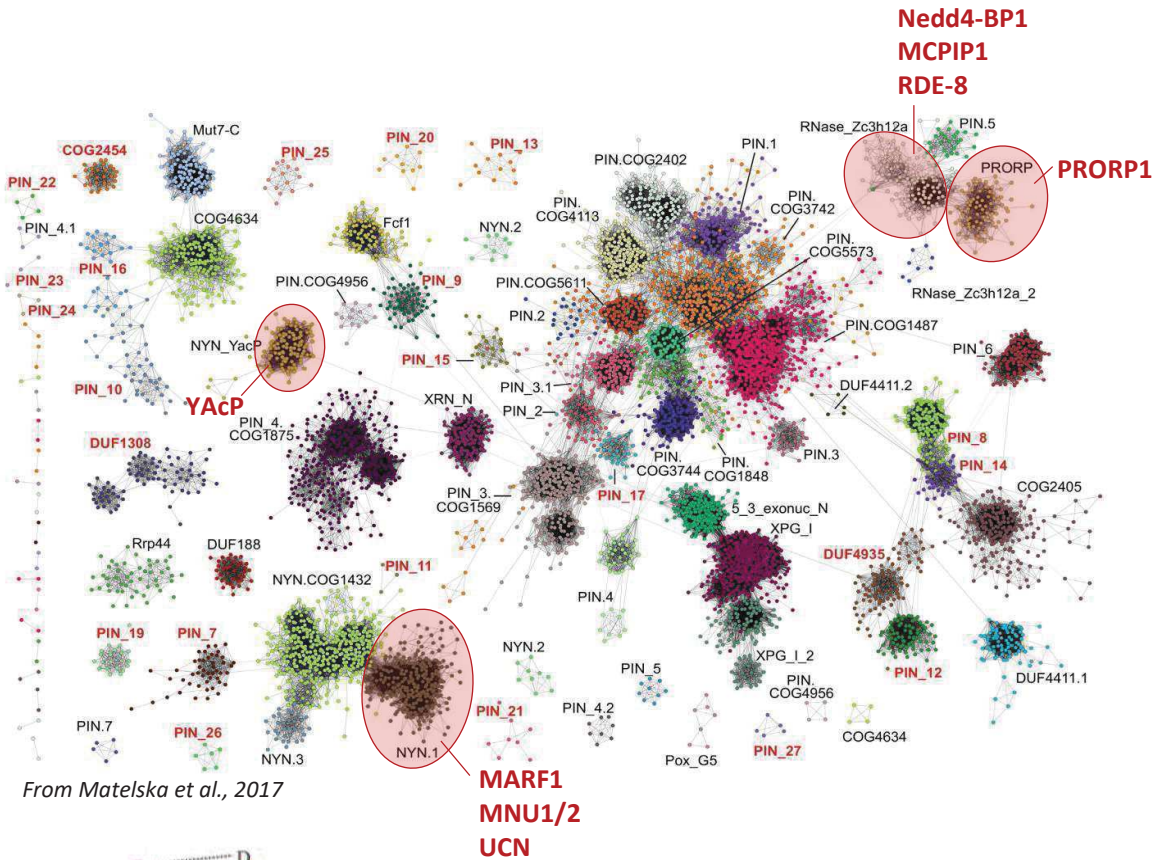 Nedd4-BP1
MCPIP1
RDE-8
Mut7-C
PIN_20
PIN_13
RNase_Zc3h12a
PIN.5
COG2454
PIN_25
PIN.1
PIN.COG2402
PRORP
PRORP1
PIN_22
PIN.
COG4113
PIN.
COG3742
COG4634
Fcf1
NYN.2
PIN.
COG5573
PIN_4.1
PIN_16
PIN_23
PIN.COG4956
PIN_9
PIN.COG5611
RNase_Zc3h12a_2
PIN_24
PIN.2
PIN.COG1487
NYN_YacP
PIN_15
PIN_6
PIN_10
PIN_3.1
DUF4411.2
YAcP
XRN_N
PIN_2
PIN_4.
COG1875
PIN_8
DUF1308
PIN.
COG3744
PIN.
COG1848
PIN.3
PIN_14
PIN_3.
COG1569
PIN_17
COG2405
5_3_exonuc_N
XPG_I
Rrp44
DUF188
DUF4935
NYN.COG1432
PIN_11
PIN.4
PIN_19
PIN_7
NYN.2
XPG_I_2
PIN_12
PIN_5
PIN.
COG4956
DUF4411.1
PIN_21
PIN_4.2
PIN.7
PIN_26
NYN.3
NYN.1
Pox_G5
PIN_27
COG4634
From Matelska et al., 2017
MARF1
MNU1/2
UCN
D